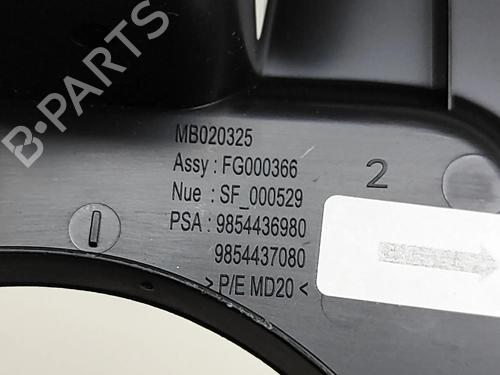 B-PARTS
MB020325
Assy : FG000366
2
Nue : SF_000529
PSA : 9854436980
9854437080
> P/E MD20 <